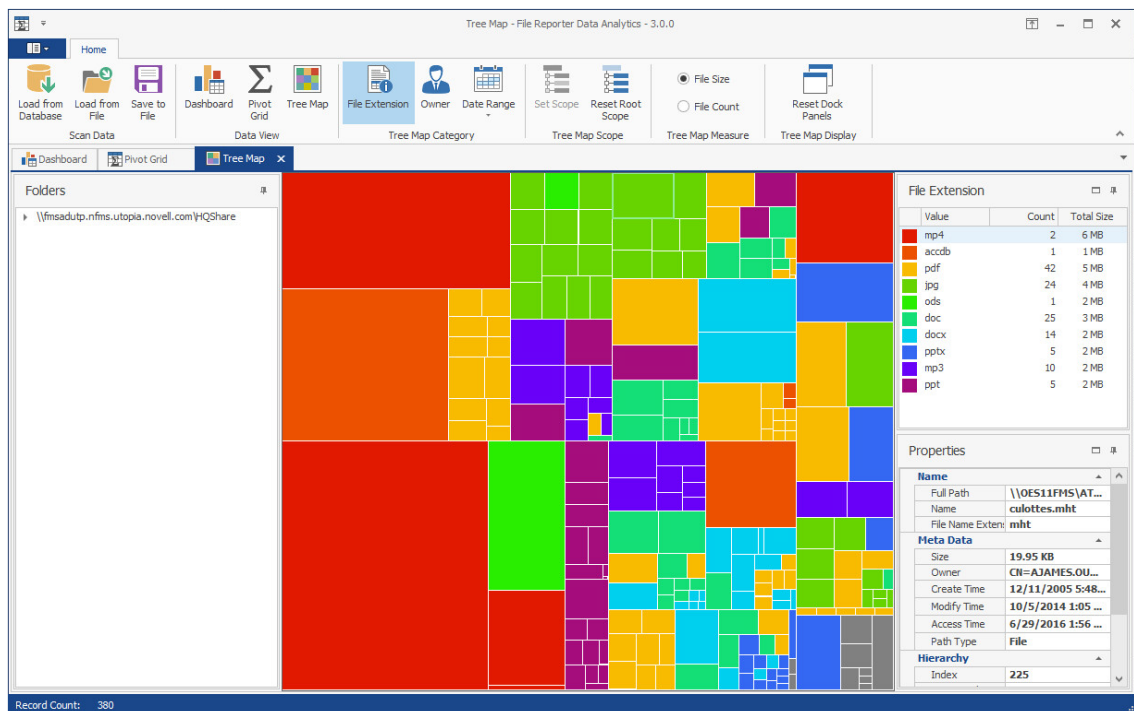 Tree Map - File Reporter Data Analytics - 3.0.0
Home
Load from Database
Load from File
Save to File
Scan Data
Dashboard
Pivot Grid
Tree Map
Data View
File Extension
Owner
Date Range
Tree Map Category
Set Scope
Reset Root Scope
Tree Map Scope
File Size
File Count
Tree Map Measure
Reset Dock Panels
Tree Map Display
Dashboard
Pivot Grid
Tree Map
Folders
\\fmsadutp.nfms.utopia.novell.com\HQShare
File Extension
Value Count Total Size
mp4 2 6 MB
accdb 1 1 MB
pdf 42 5 MB
jpg 24 4 MB
ods 1 2 MB
doc 25 3 MB
docx 14 2 MB
pptx 5 2 MB
mp3 10 2 MB
ppt 5 2 MB
Properties
Name
Full Path \\OES11FMS\AT...
Name culottes.mht
File Name Exten: mht
Meta Data
Size 19.95 KB
Owner CN=AJAMES.OU...
Create Time 12/11/2005 5:48...
Modify Time 10/5/2014 1:05 ...
Access Time 6/29/2016 1:56 ...
Path Type File
Hierarchy
Index 225
Record Count: 380